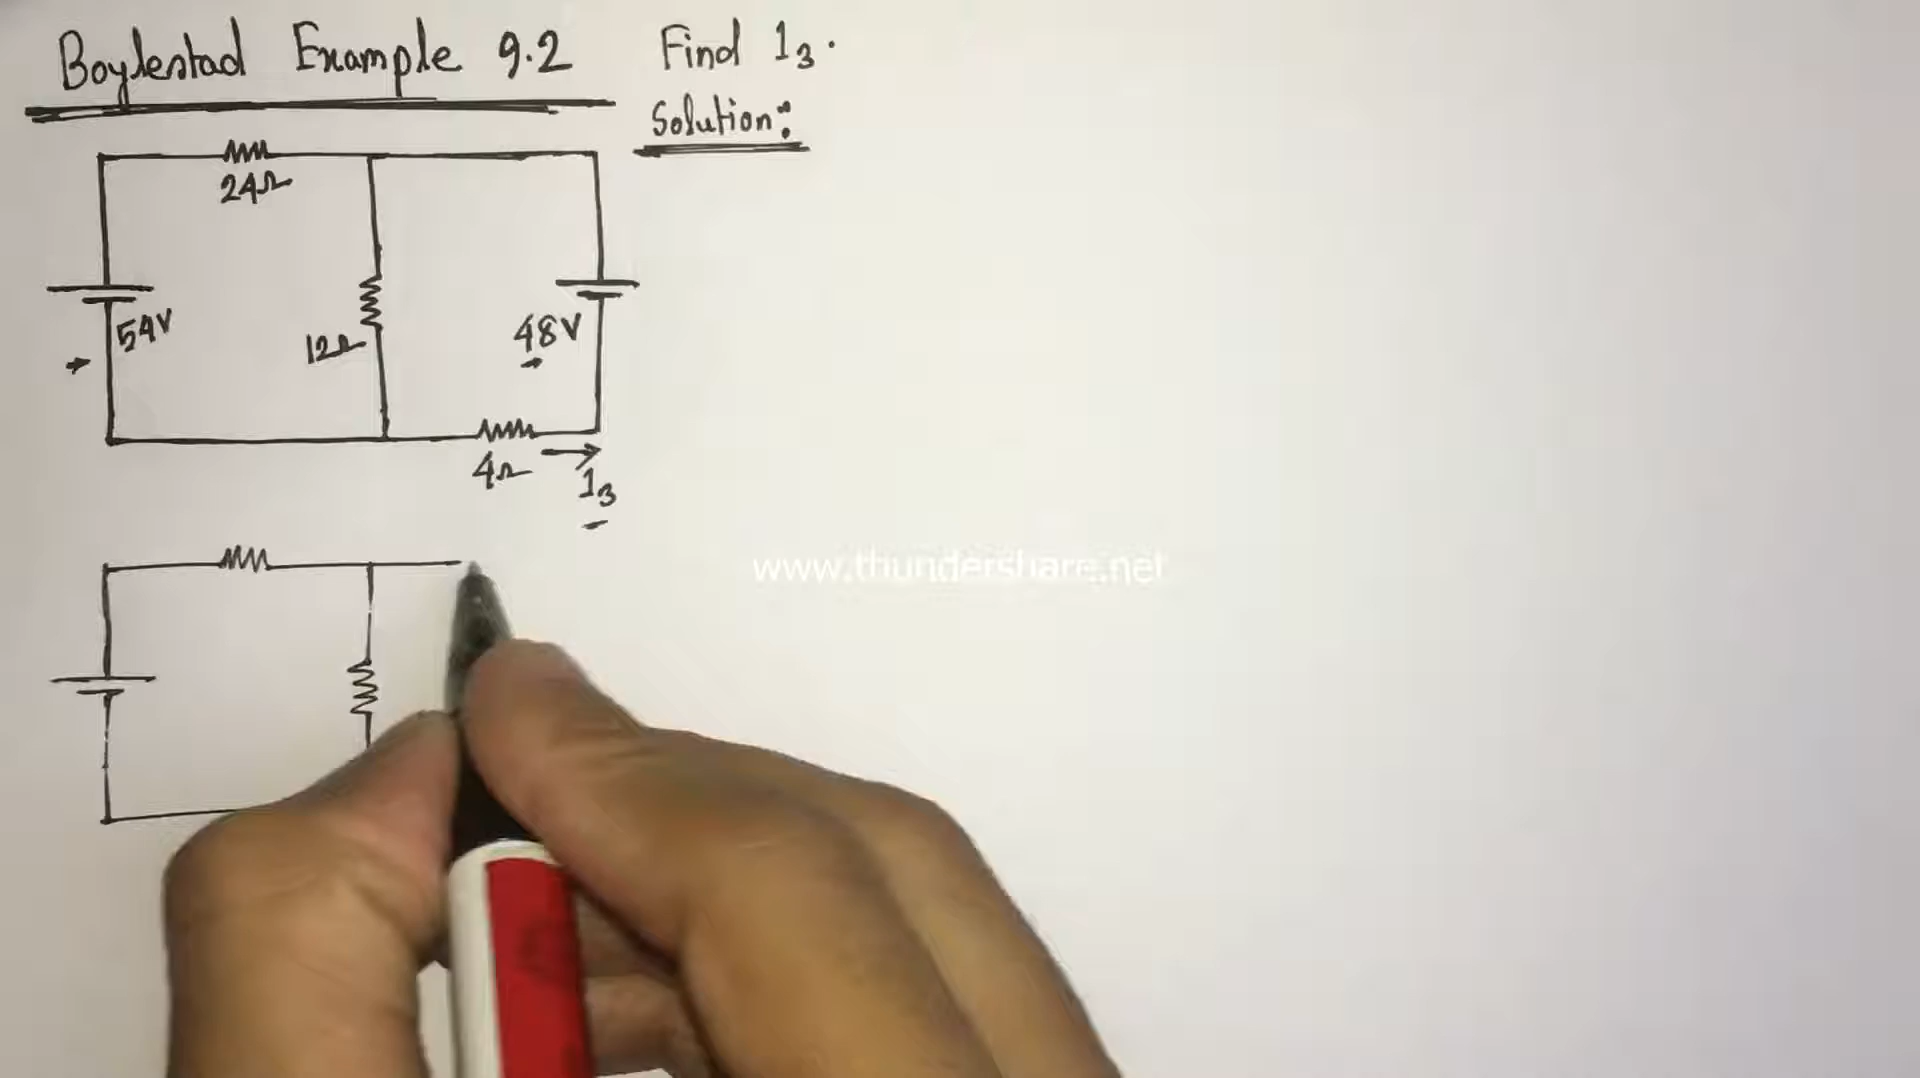 Boylestad Example 9.2
Find I3.
Solution:
24Ω
54V
12Ω
48V
4Ω
I3
www.thundershare.net